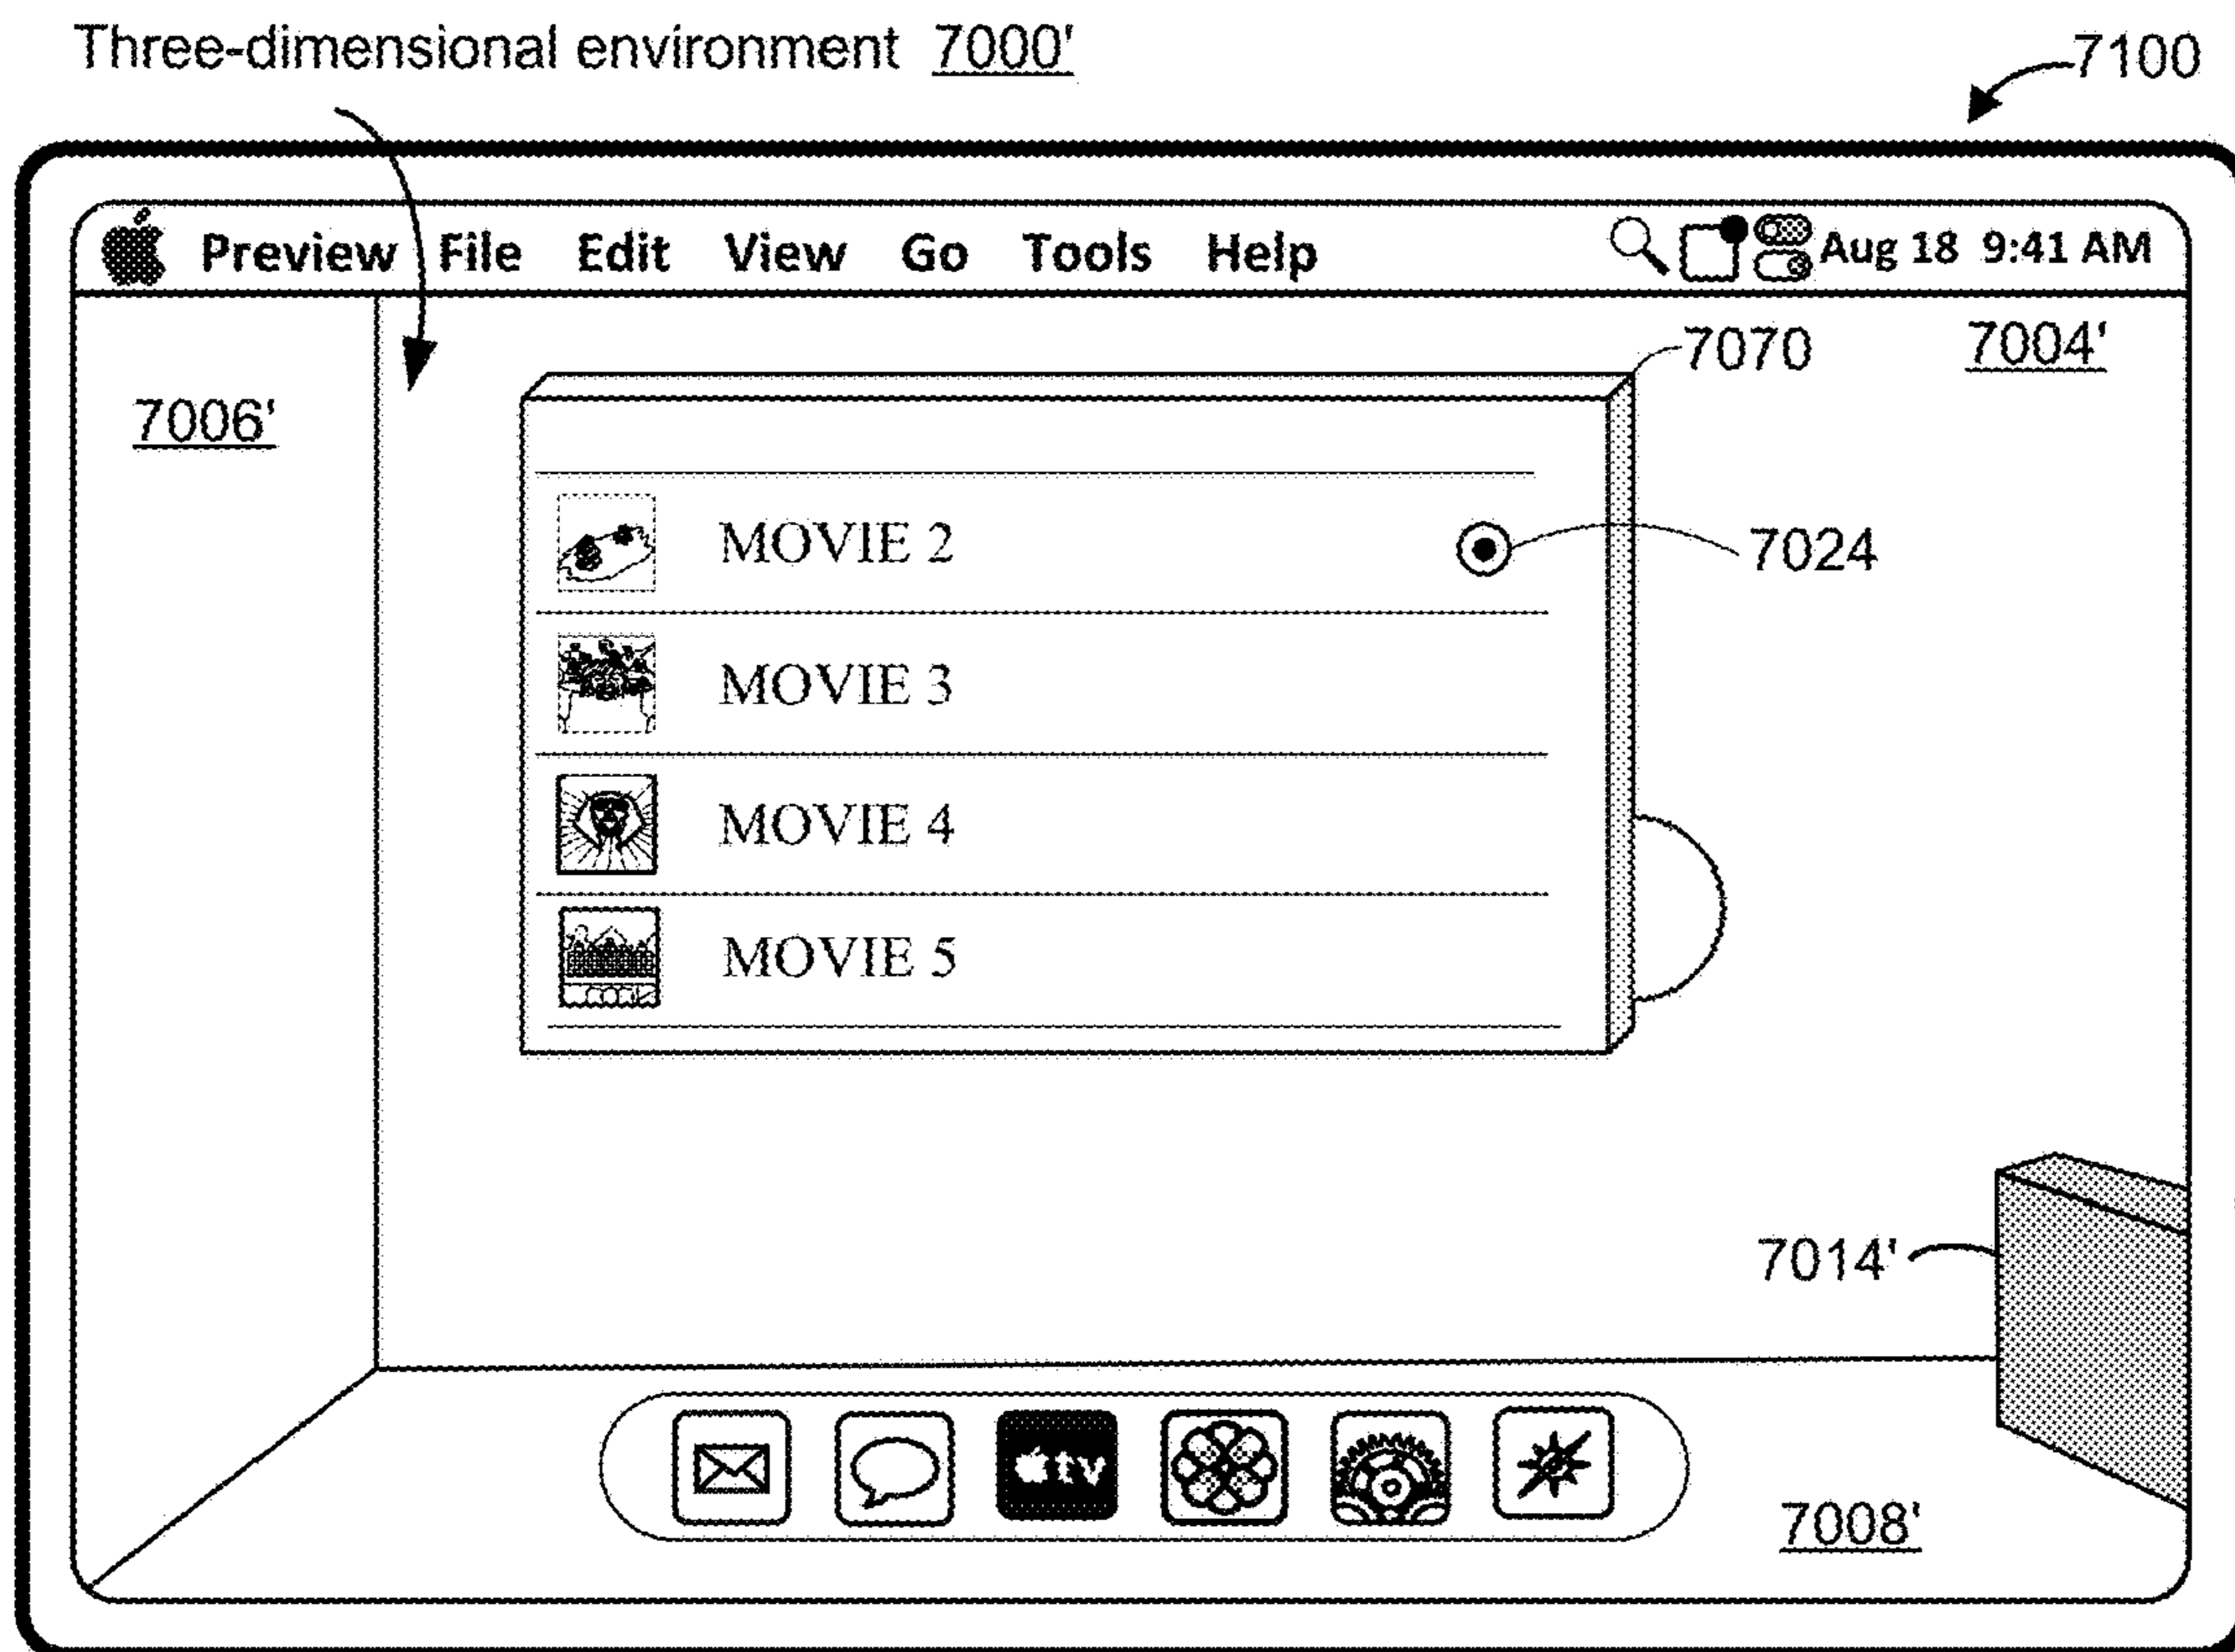 Three-dimensional environment 7000'
7100
Preview File Edit View Go Tools Help Aug 18 9:41 AM
7070
7004'
7006'
MOVIE 2
7024
MOVIE 3
MOVIE 4
MOVIE 5
7014'
tv
7008'